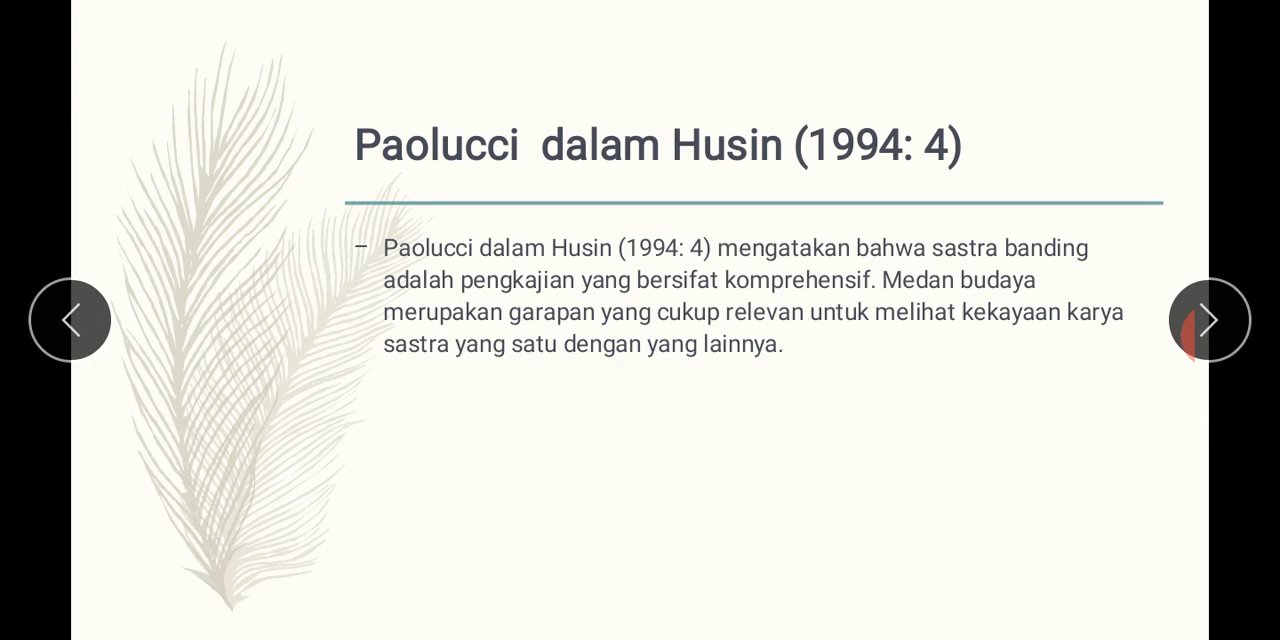 Paolucci  dalam Husin (1994: 4)
– Paolucci dalam Husin (1994: 4) mengatakan bahwa sastra banding
adalah pengkajian yang bersifat komprehensif. Medan budaya
merupakan garapan yang cukup relevan untuk melihat kekayaan karya
sastra yang satu dengan yang lainnya.